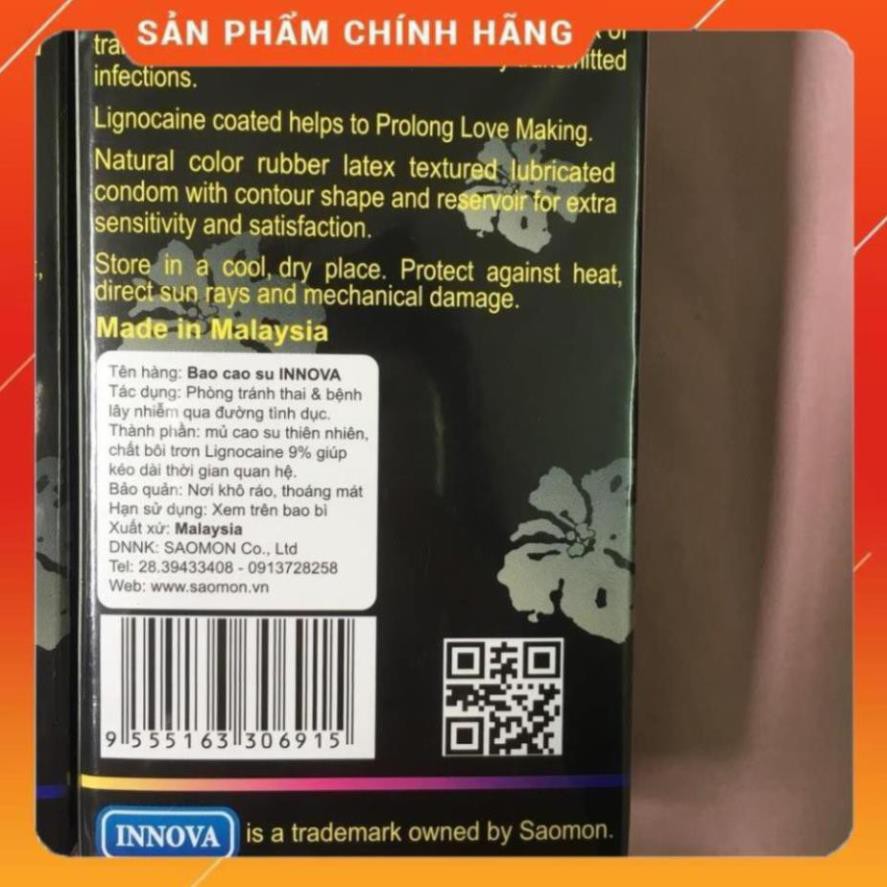 SẢN PHẨM CHÍNH HÃNG
infections.
Lignocaine coated helps to Prolong Love Making.
Natural color rubber latex textured lubricated
condom with contour shape and reservoir for extra
sensitivity and satisfaction.
Store in a cool, dry place. Protect against heat,
direct sun rays and mechanical damage.
Made in Malaysia
Tên hàng: Bao cao su INNOVA
Tác dụng: Phòng tránh thai & bệnh
lây nhiễm qua đường tình dục.
Thành phần: mủ cao su thiên nhiên,
chất bôi trơn Lignocaine 9% giúp
kéo dài thời gian quan hệ.
Bảo quản: Nơi khô ráo, thoáng mát
Hạn sử dụng: Xem trên bao bì
Xuất xứ: Malaysia
DNNK: SAOMON Co., Ltd
Tel: 28.39433408 - 0913728258
Web: www.saomon.vn
9 555163 306915
INNOVA is a trademark owned by Saomon.